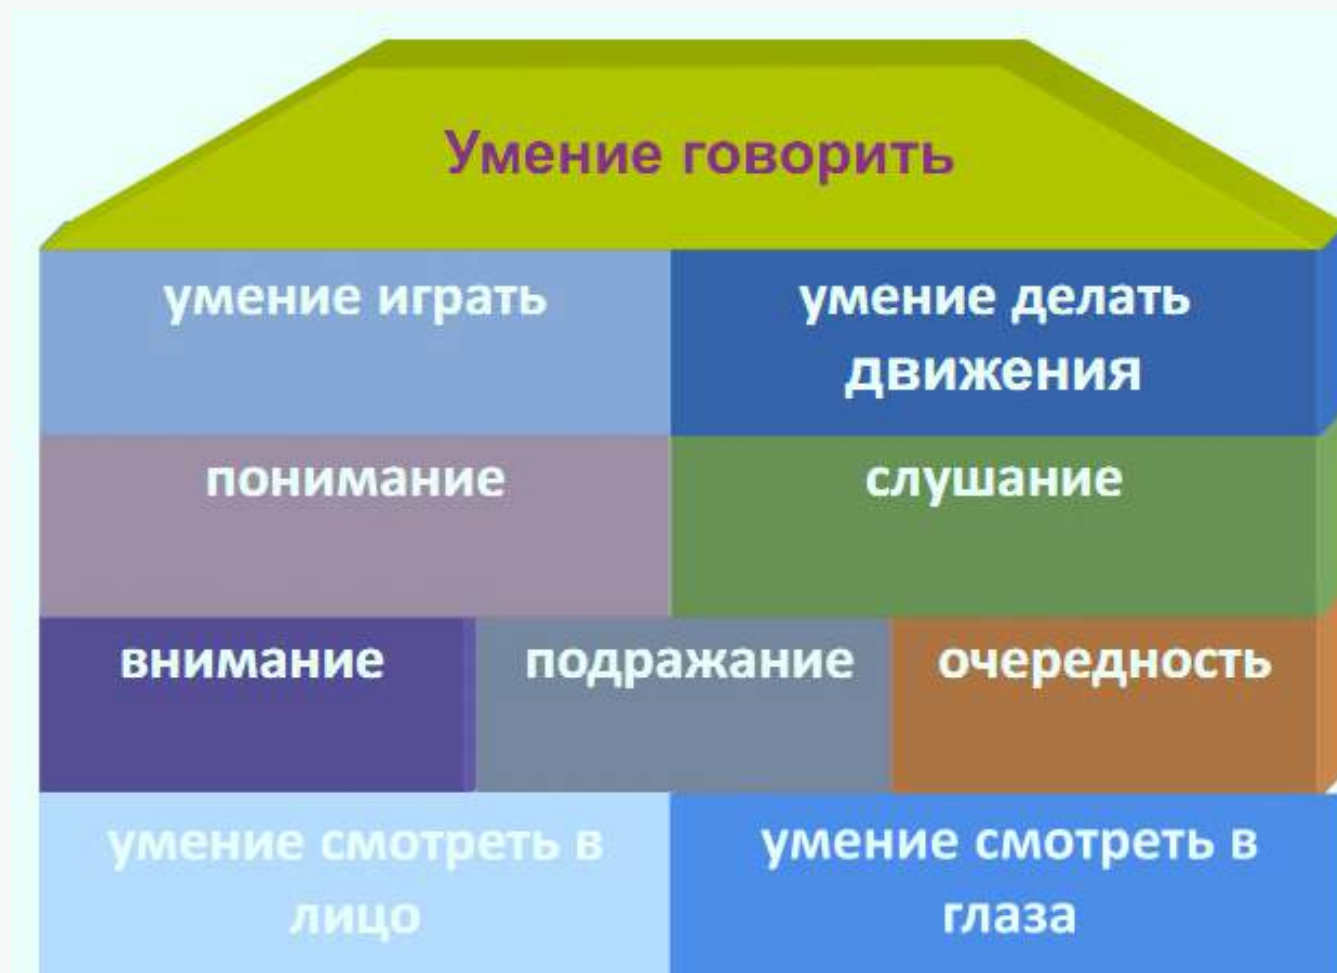 Умение говорить
умение играть
умение делать
движения
понимание
слушание
внимание
подражание
очередность
умение смотреть в
лицо
умение смотреть в
глаза